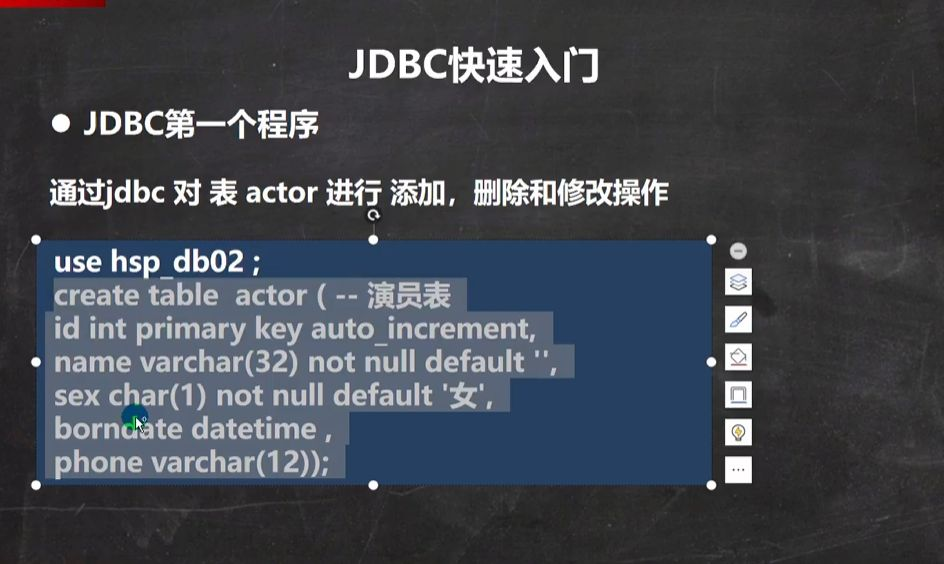 JDBC快速入门
● JDBC第一个程序
通过jdbc 对 表 actor 进行 添加，删除和修改操作
use hsp_db02 ;
create table  actor ( -- 演员表
id int primary key auto_increment,
name varchar(32) not null default '',
sex char(1) not null default '女',
borndate datetime ,
phone varchar(12));